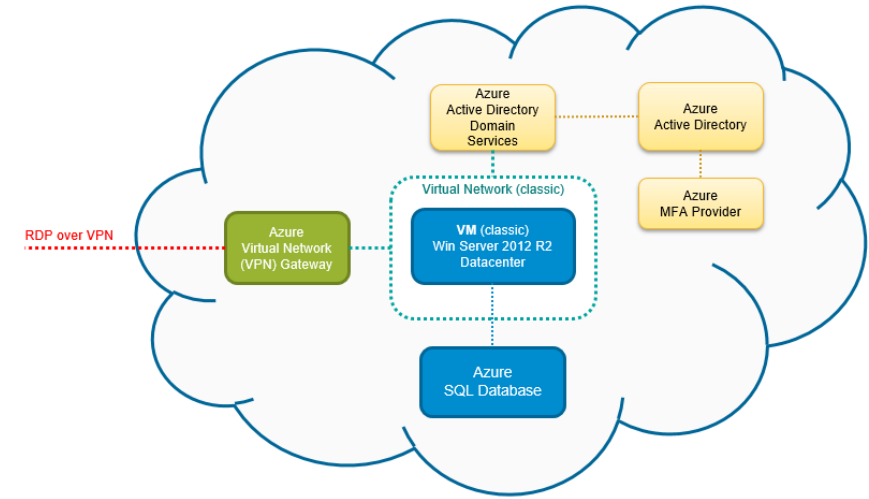 Azure
Active Directory
Domain
Services
Azure
Active Directory
Virtual Network (classic)
Azure
MFA Provider
RDP over VPN
Azure
Virtual Network
(VPN) Gateway
VM (classic)
Win Server 2012 R2
Datacenter
Azure
SQL Database